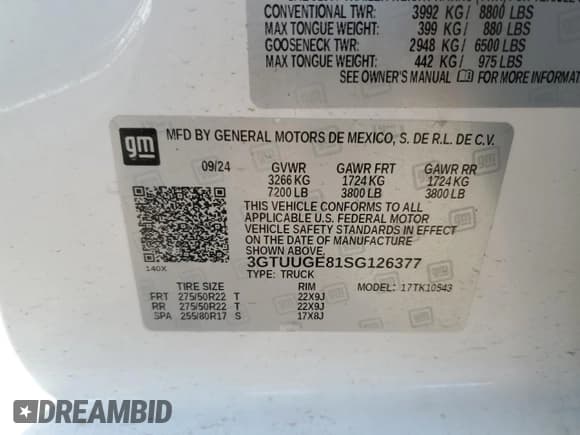 CONVENTIONAL TWR: 3992 KG / 8800 LBS
MAX TONGUE WEIGHT: 399 KG / 880 LBS
GOOSENECK TWR: 2948 KG / 6500 LBS
MAX TONGUE WEIGHT: 442 KG / 975 LBS
SEE OWNER'S MANUAL FOR MORE INFORMAT
gm
MFD BY GENERAL MOTORS DE MEXICO, S. DE R.L. DE C.V.
09/24 GVWR GAWR FRT GAWR RR
3266 KG 1724 KG 1724 KG
7200 LB 3800 LB 3800 LB
THIS VEHICLE CONFORMS TO ALL
APPLICABLE U.S. FEDERAL MOTOR
VEHICLE SAFETY STANDARDS IN EFFECT
ON THE DATE OF MANUFACTURE
SHOWN ABOVE.
3GTUUGE81SG126377
140X TYPE: TRUCK
TIRE SIZE RIM MODEL: 17TK10543
FRT 275/50R22 T 22X9J
RR 275/50R22 T 22X9J
SPA 255/80R17 S 17X8J
DREAMBID